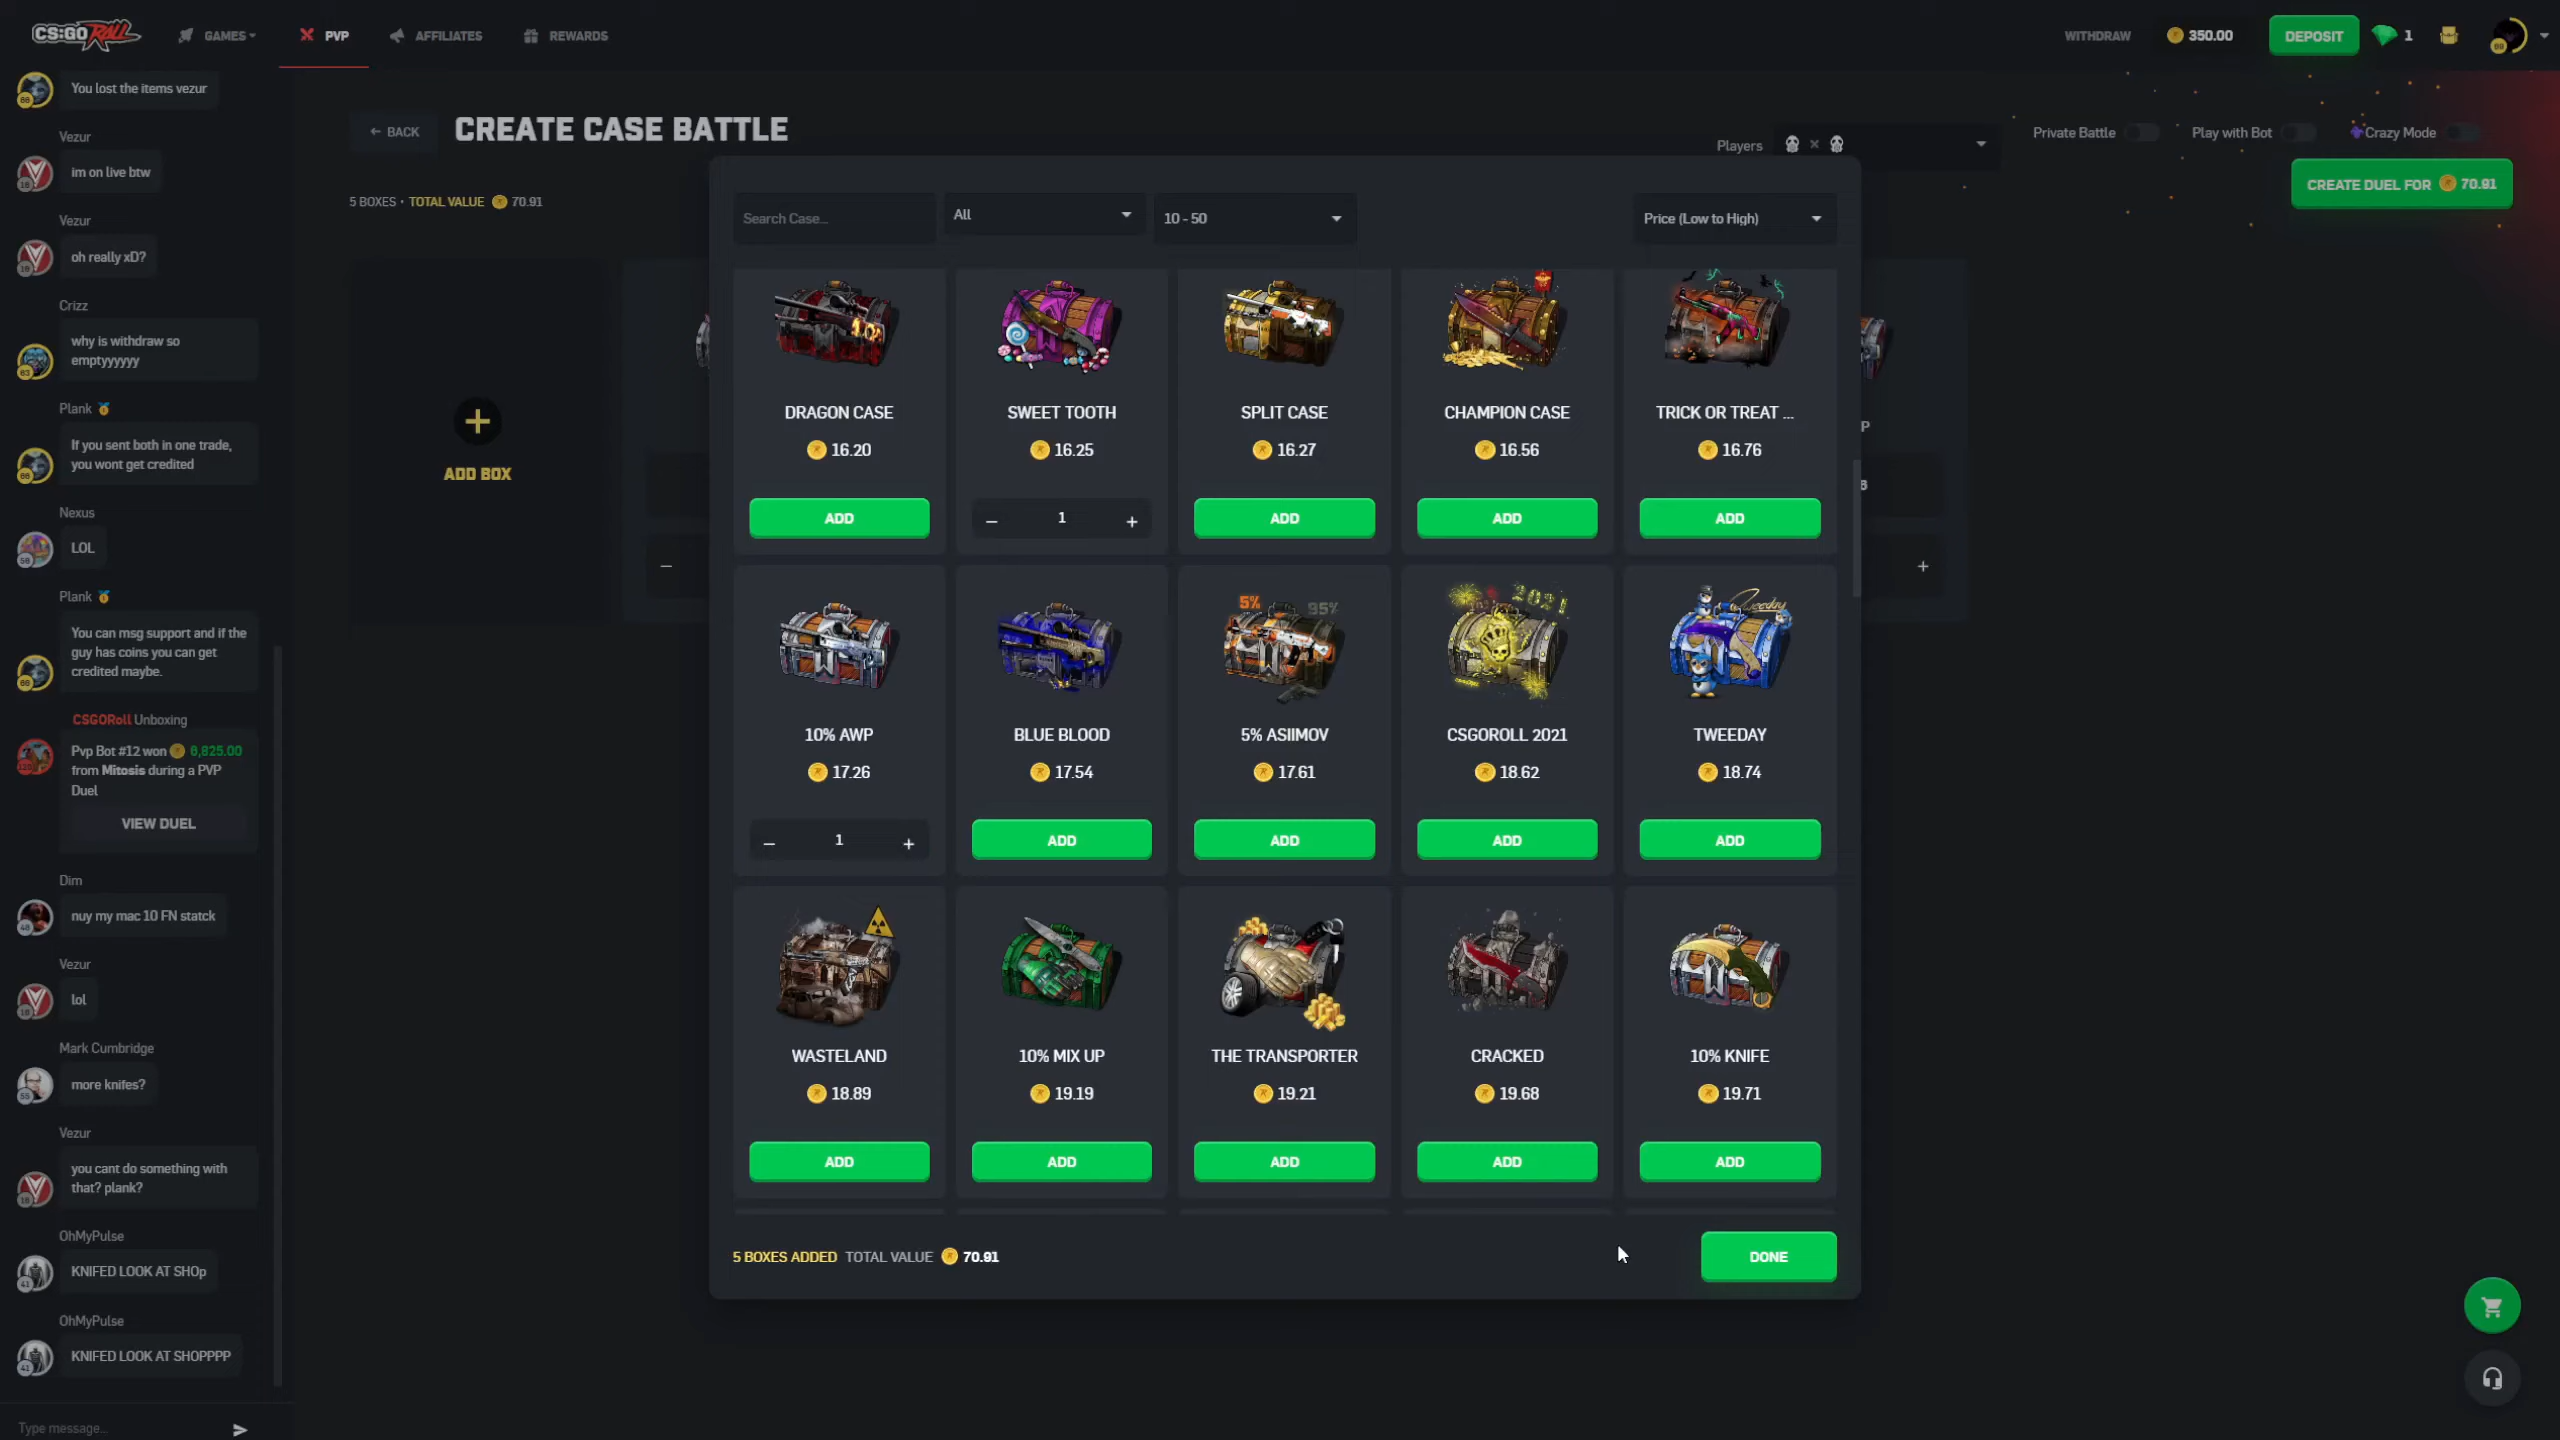 CS:GO ROLL
GAMES
PVP
AFFILIATES
REWARDS
WITHDRAW
350.00
DEPOSIT
1
You lost the items vezur
Vezur
im on live btw
Vezur
oh really xD?
Crizz
why is withdraw so
emptyyyyyy
Plank
If you sent both in one trade,
you wont get credited
Nexus
LOL
Plank
You can msg support and if the
guy has coins you can get
credited maybe.
CSGORoll Unboxing
Pvp Bot #12 won 6,825.00
from Mitosis during a PVP
Duel
VIEW DUEL
Dim
nuy my mac 10 FN statck
Vezur
lol
Mark Cumbridge
more knifes?
Vezur
you cant do something with
that? plank?
OhMyPulse
KNIFED LOOK AT SHOp
OhMyPulse
KNIFED LOOK AT SHOPPPP
Type message...
← BACK
CREATE CASE BATTLE
Players
Private Battle
Play with Bot
Crazy Mode
5 BOXES • TOTAL VALUE 70.91
CREATE DUEL FOR 70.91
+
ADD BOX
Search Case...
All
10 - 50
Price (Low to High)
DRAGON CASE
16.20
ADD
SWEET TOOTH
16.25
– 1 +
SPLIT CASE
16.27
ADD
CHAMPION CASE
16.56
ADD
TRICK OR TREAT ...
16.76
ADD
10% AWP
17.26
– 1 +
BLUE BLOOD
17.54
ADD
5% 95%
5% ASIIMOV
17.61
ADD
2021
CSGOROLL 2021
18.62
ADD
Tweeday
TWEEDAY
18.74
ADD
WASTELAND
18.89
ADD
10% MIX UP
19.19
ADD
THE TRANSPORTER
19.21
ADD
CRACKED
19.68
ADD
10% KNIFE
19.71
ADD
5 BOXES ADDED TOTAL VALUE 70.91
DONE